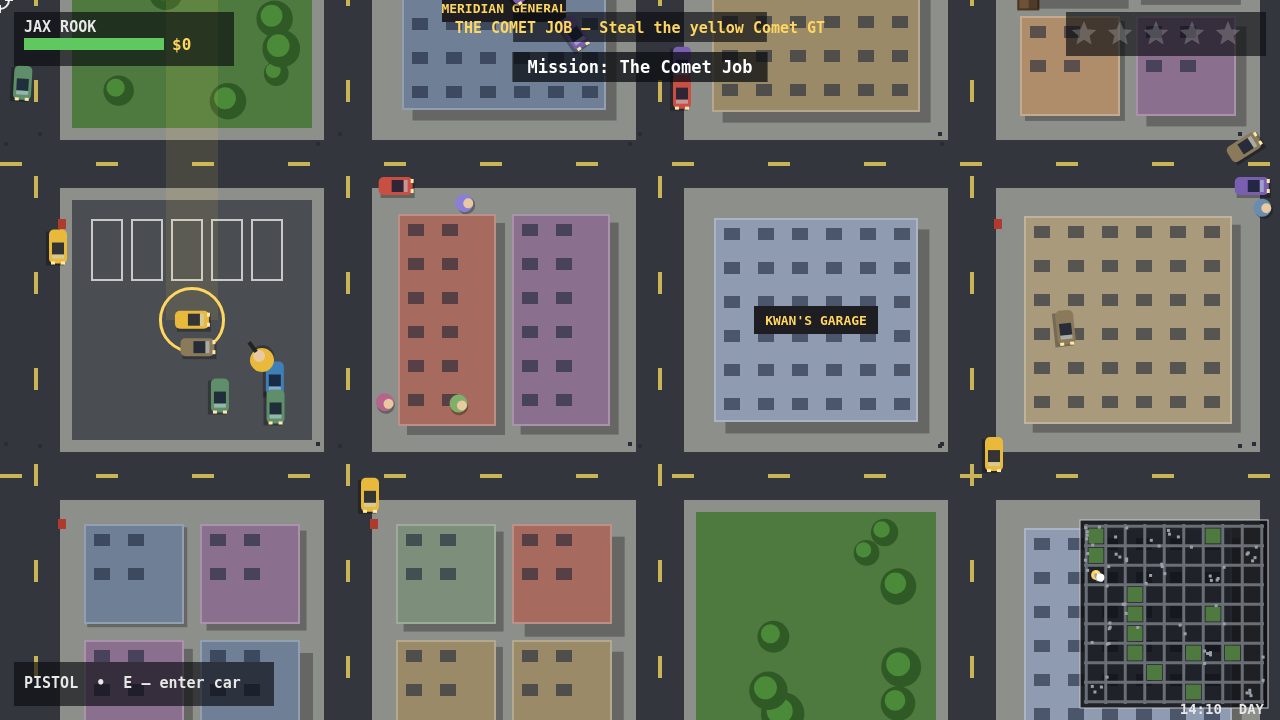 JAX ROOK
$0
MERIDIAN GENERAL
THE COMET JOB — Steal the yellow Comet GT
Mission: The Comet Job
KWAN'S GARAGE
PISTOL • E — enter car
14:10 DAY